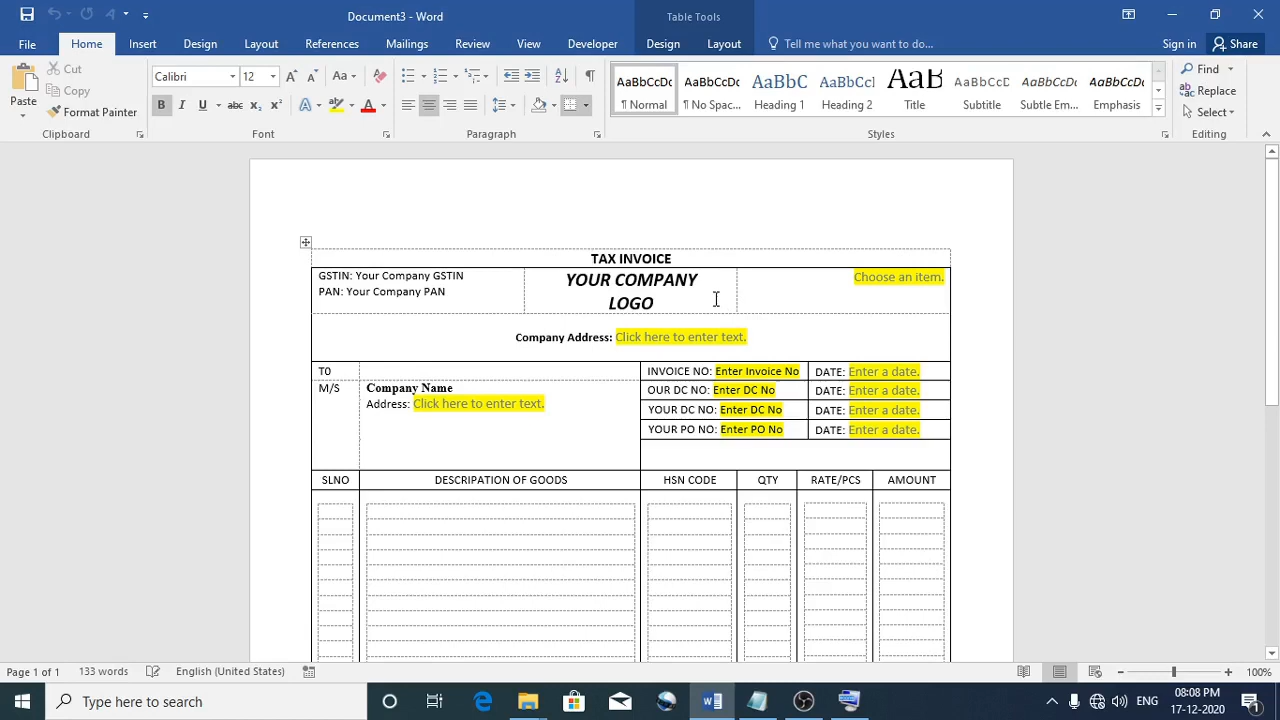 Document3 - Word
Table Tools
File Home Insert Design Layout References Mailings Review View Developer Design Layout Tell me what you want to do... Sign in Share
Paste
Cut
Copy
Format Painter
Clipboard
Calibri 12
Font
Paragraph
AaBbCcDc AaBbCcDc AaBbC AaBbCc AaB AaBbCcD AaBbCcDc AaBbCcDc
¶ Normal ¶ No Spac... Heading 1 Heading 2 Title Subtitle Subtle Em... Emphasis
Styles
Find
Replace
Select
Editing
TAX INVOICE
GSTIN: Your Company GSTIN
PAN: Your Company PAN
YOUR COMPANY
LOGO
Choose an item.
Company Address: Click here to enter text.
T0
M/S Company Name
Address: Click here to enter text.
INVOICE NO: Enter Invoice No DATE: Enter a date.
OUR DC NO: Enter DC No DATE: Enter a date.
YOUR DC NO: Enter DC No DATE: Enter a date.
YOUR PO NO: Enter PO No DATE: Enter a date.
SLNO DESCRIPATION OF GOODS HSN CODE QTY RATE/PCS AMOUNT
Page 1 of 1 133 words English (United States) 100%
Type here to search
ENG
08:08 PM
17-12-2020
1